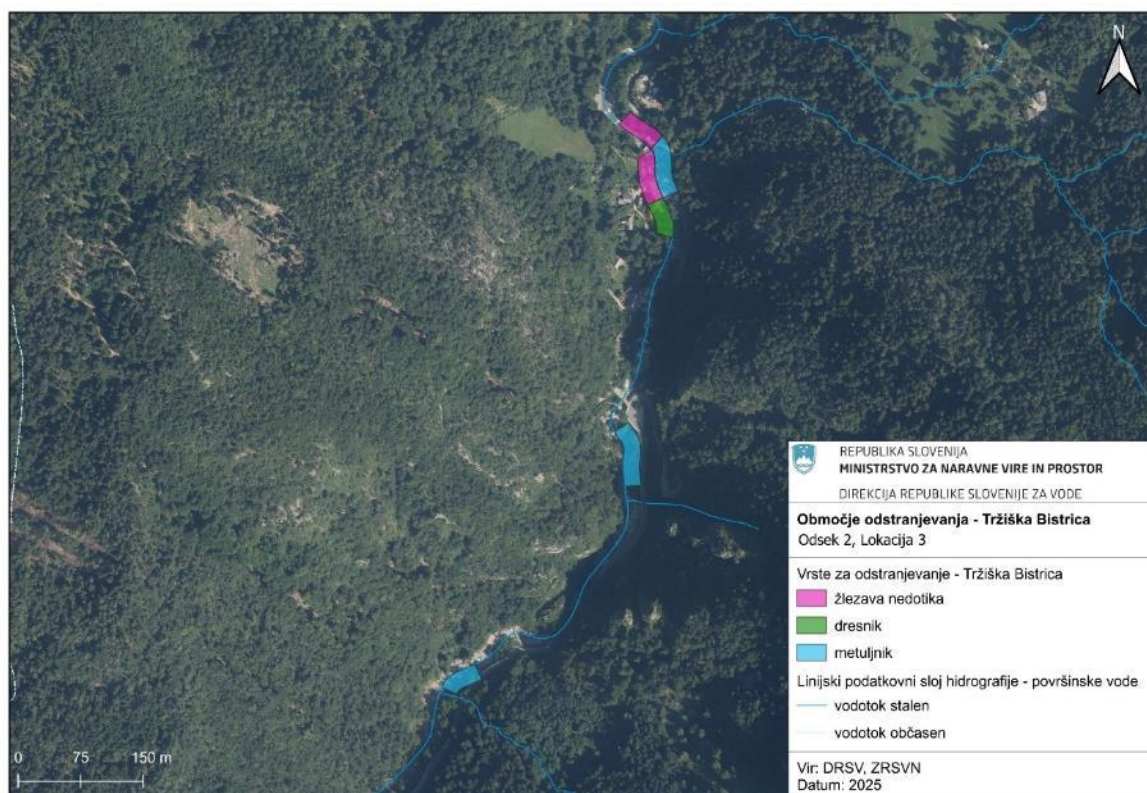 N
REPUBLIKA SLOVENIJA
MINISTRSTVO ZA NARAVNE VIRE IN PROSTOR
DIREKCIJA REPUBLIKE SLOVENIJE ZA VODE
Območje odstranjevanja - Tržiška Bistrica
Odsek 2, Lokacija 3
Vrste za odstranjevanje - Tržiška Bistrica
žlezava nedotika
dresnik
metuljnik
Linijski podatkovni sloj hidrografije - površinske vode
vodotok stalen
vodotok občasen
Vir: DRSV, ZRSVN
Datum: 2025
0 75 150 m